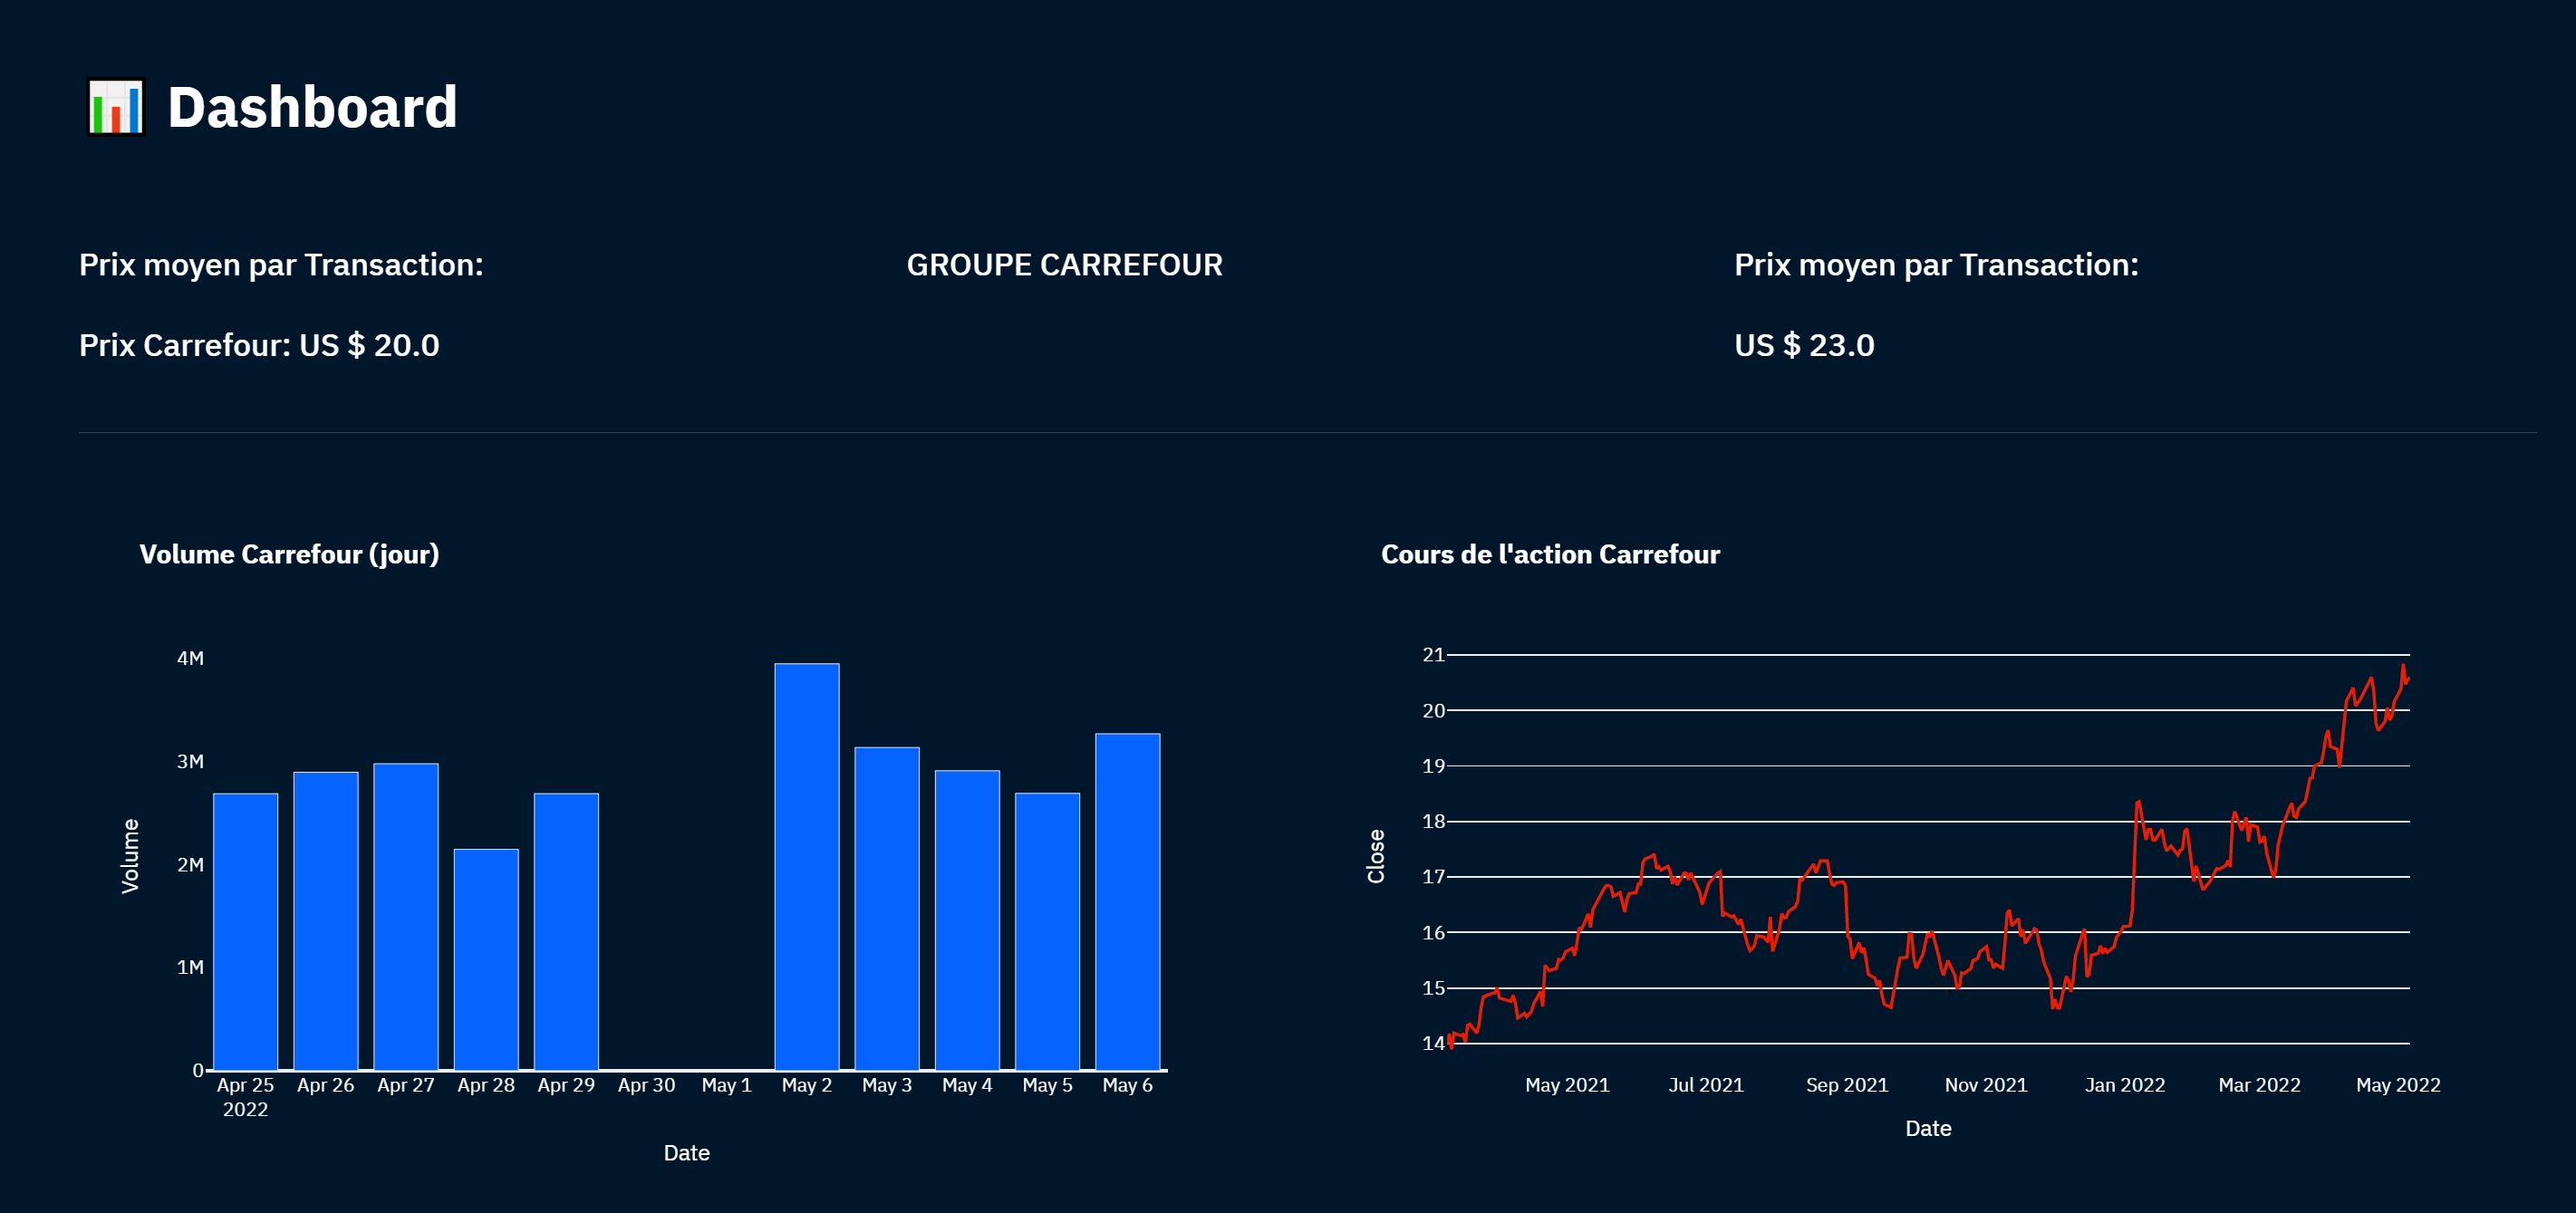 📊 Dashboard
Prix moyen par Transaction:
Prix Carrefour: US $ 20.0
GROUPE CARREFOUR
Prix moyen par Transaction:
US $ 23.0
Volume Carrefour (jour)
Volume
4M
3M
2M
1M
0
Apr 25 Apr 26 Apr 27 Apr 28 Apr 29 Apr 30 May 1 May 2 May 3 May 4 May 5 May 6
2022
Date
Cours de l'action Carrefour
Close
21
20
19
18
17
16
15
14
May 2021 Jul 2021 Sep 2021 Nov 2021 Jan 2022 Mar 2022 May 2022
Date